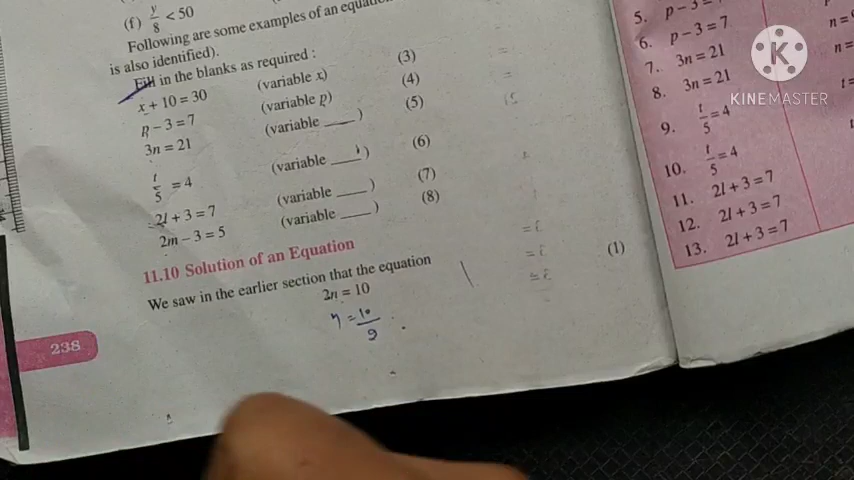 (f) y/8 < 50
Following are some examples of an
is also identified).
Fill in the blanks as required :
x + 10 = 30 (variable x) (3)
p − 3 = 7 (variable p) (4)
3n = 21 (variable ____ ) (5)
t/5 = 4 (variable ____ ) (6)
2l + 3 = 7 (variable ____ ) (7)
2m − 3 = 5 (variable ____ ) (8)
11.10 Solution of an Equation
We saw in the earlier section that the equation
2n = 10 (1)
238
5. p − 3 = 7
6. p − 3 = 7
7. 3n = 21
8. 3n = 21
9. t/5 = 4
10. t/5 = 4
11. 2l + 3 = 7
12. 2l + 3 = 7
13. 2l + 3 = 7
n =
n =
K
KINEMASTER